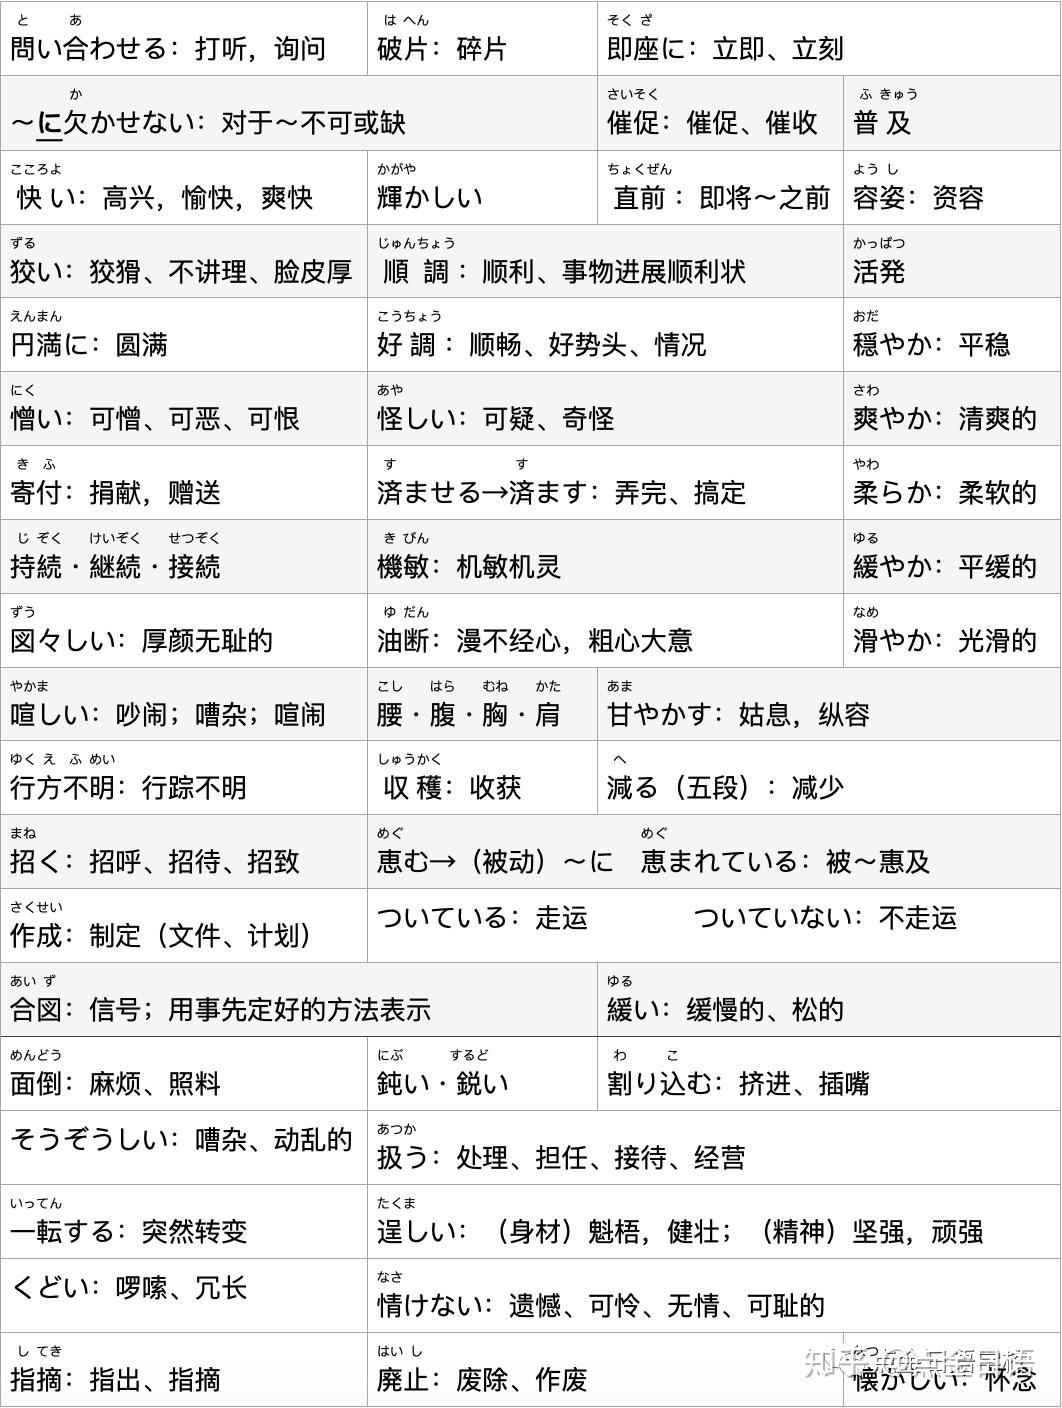 と あ は へん そく ざ
問い合わせる：打听，询问 破片：碎片 即座に：立即、立刻
か さいそく ふ きゅう
～に欠かせない：对于～不可或缺 催促：催促、催收 普及
こころよ かがや ちょくぜん よう し
快い：高兴，愉快，爽快 輝かしい 直前：即将～之前 容姿：资容
ずる じゅんちょう かっぱつ
狡い：狡猾、不讲理、脸皮厚 順調：顺利、事物进展顺利状 活発
えんまん こうちょう おだ
円満に：圆满 好調：顺畅、好势头、情况 穏やか：平稳
にく あや さわ
憎い：可憎、可恶、可恨 怪しい：可疑、奇怪 爽やか：清爽的
き ふ す す やわ
寄付：捐献，赠送 済ませる→済ます：弄完、搞定 柔らか：柔软的
じ ぞく けいぞく せつぞく き びん ゆる
持続・継続・接続 機敏：机敏机灵 緩やか：平缓的
ずう ゆ だん なめ
図々しい：厚颜无耻的 油断：漫不经心，粗心大意 滑やか：光滑的
やかま こし はら むね かた あま
喧しい：吵闹；嘈杂；喧闹 腰・腹・胸・肩 甘やかす：姑息，纵容
ゆく え ふ めい しゅうかく へ
行方不明：行踪不明 収穫：收获 減る（五段）：减少
まね めぐ めぐ
招く：招呼、招待、招致 恵む→（被动）～に 恵まれている：被～惠及
さくせい
作成：制定（文件、计划） ついている：走运 ついていない：不走运
あい ず ゆる
合図：信号；用事先定好的方法表示 緩い：缓慢的、松的
めんどう にぶ するど わ こ
面倒：麻烦、照料 鈍い・鋭い 割り込む：挤进、插嘴
あつか
そうぞうしい：嘈杂、动乱的 扱う：处理、担任、接待、经营
いってん たくま
一転する：突然转变 逞しい：（身材）魁梧，健壮；（精神）坚强，顽强
なさ
くどい：啰嗦、冗长 情けない：遗憾、可怜、无情、可耻的
し てき はい し
指摘：指出、指摘 廃止：废除、作废 懐かしい：怀念
知乎